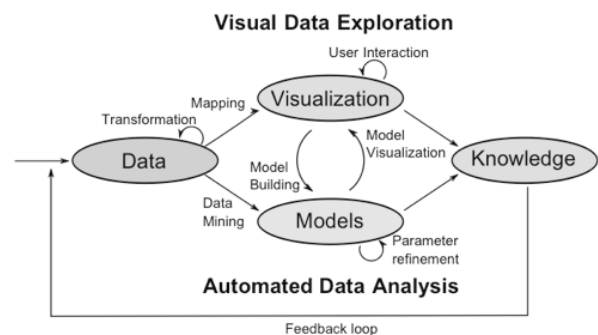 Visual Data Exploration
User Interaction
Mapping
Visualization
Transformation
Data
Model
Building
Model
Visualization
Knowledge
Data
Mining
Models
Parameter
refinement
Automated Data Analysis
Feedback loop